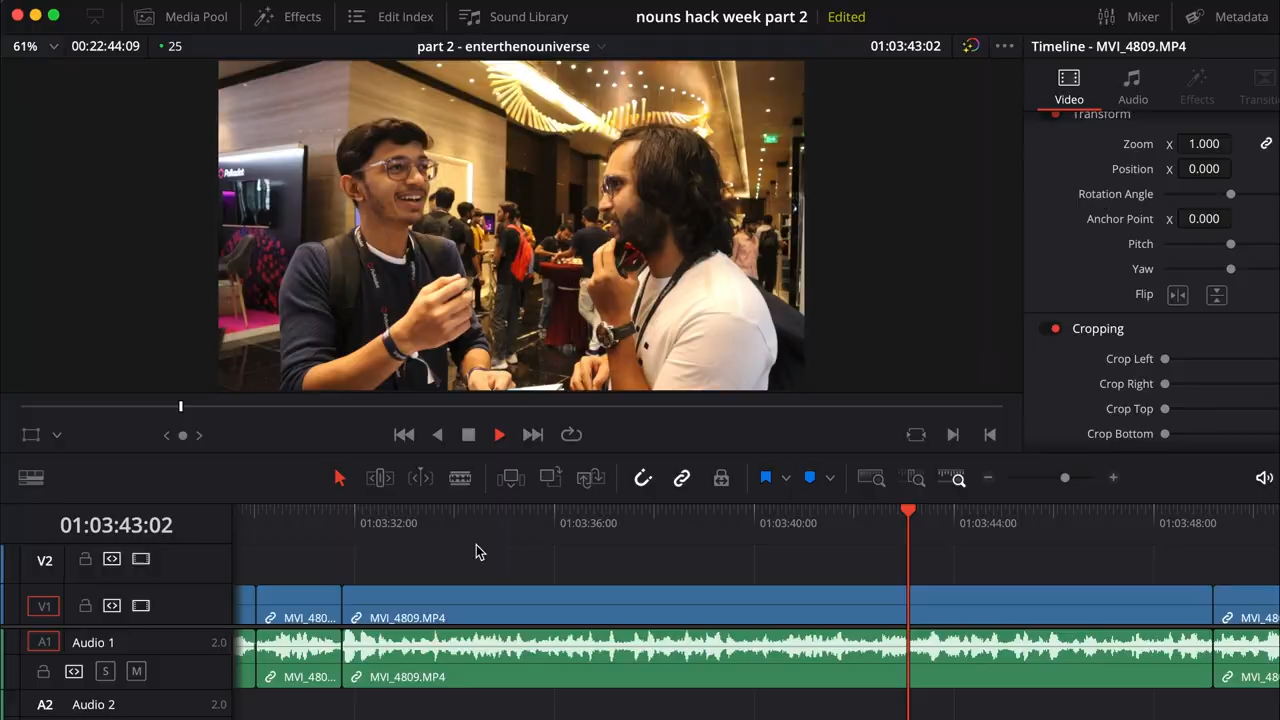 Media Pool
Effects
Edit Index
Sound Library
nouns hack week part 2
Edited
Mixer
Metadata
61%
00:22:44:09
25
part 2 - enterthenouniverse
01:03:43:02
Timeline - MVI_4809.MP4
Video
Audio
Effects
Transiti
Transform
Zoom X 1.000
Position X 0.000
Rotation Angle
Anchor Point X 0.000
Pitch
Yaw
Flip
Cropping
Crop Left
Crop Right
Crop Top
Crop Bottom
01:03:43:02
01:03:32:00
01:03:36:00
01:03:40:00
01:03:44:00
01:03:48:00
V2
V1
MVI_480...
MVI_4809.MP4
MVI_48
A1
Audio 1
2.0
S
M
MVI_480...
MVI_4809.MP4
MVI_48
A2
Audio 2
2.0